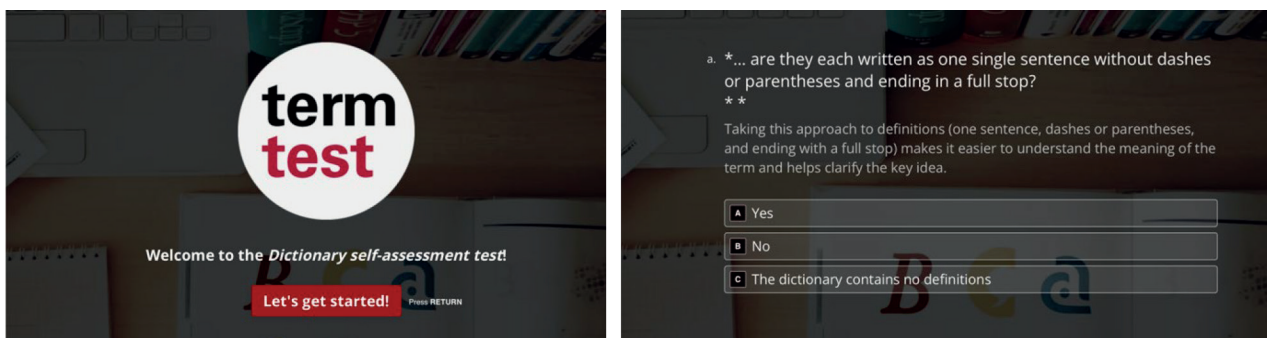 term
test
Welcome to the Dictionary self-assessment test!
Let's get started! Press RETURN
a. *... are they each written as one single sentence without dashes
or parentheses and ending in a full stop?
* *
Taking this approach to definitions (one sentence, dashes or parentheses,
and ending with a full stop) makes it easier to understand the meaning of the
term and helps clarify the key idea.
A Yes
B No
C The dictionary contains no definitions
B C a
B C a